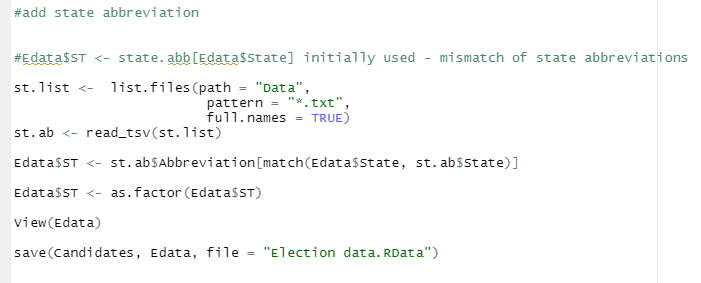 #add state abbreviation
#Edata$ST <- state.abb[Edata$State] initially used - mismatch of state abbreviations
st.list <-  list.files(path = "Data",
                       pattern = "*.txt",
                       full.names = TRUE)
st.ab <- read_tsv(st.list)
Edata$ST <- st.ab$Abbreviation[match(Edata$State, st.ab$State)]
Edata$ST <- as.factor(Edata$ST)
View(Edata)
save(Candidates, Edata, file = "Election data.RData")